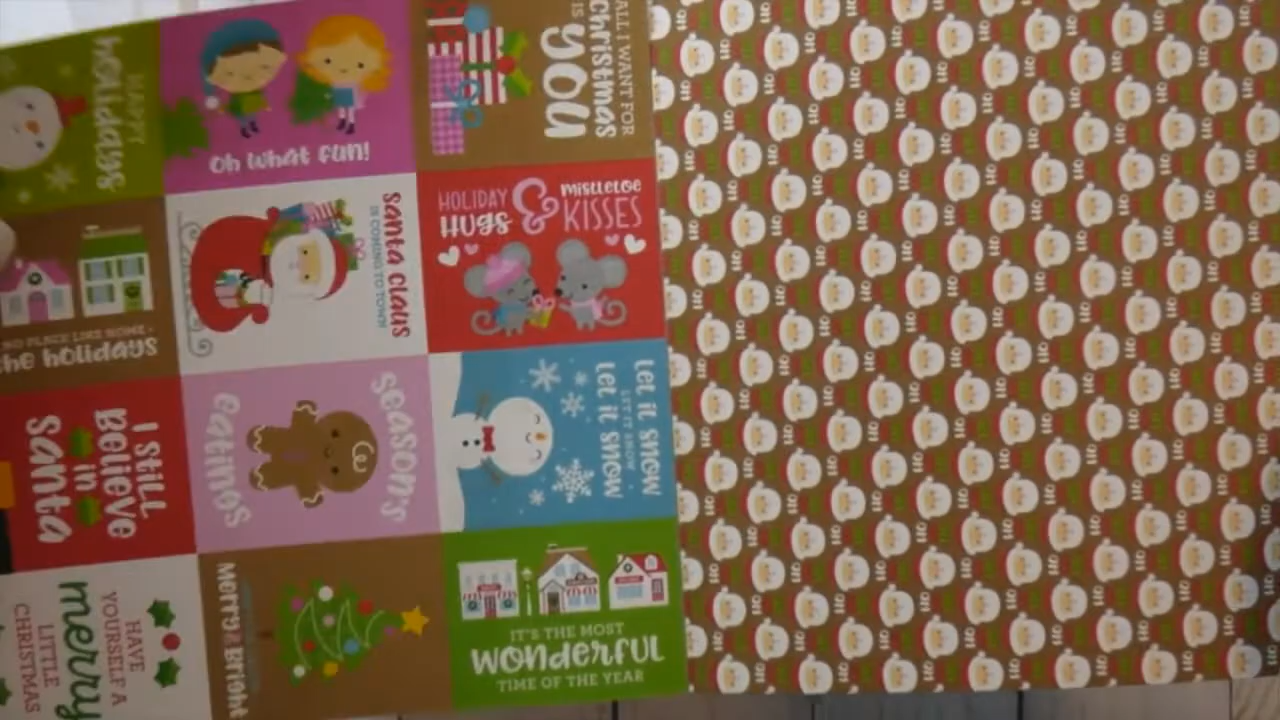 HAPPY
Holidays
Oh what fun!
ALL I WANT FOR
christmas
IS
you
HOLIDAY
HUGS
&
mistletoe
KISSES
santa claus
IS COMING TO TOWN
NO PLACE LIKE HOME
the holidays
I still
Believe
in
santa
season's
eatings
Let it snow
LET IT SNOW
Let it snow
HAVE
YOURSELF A
merry
LITTLE
CHRISTMAS
Merry & Bright
IT'S THE MOST
wonderful
TIME OF THE YEAR
HO HO HO